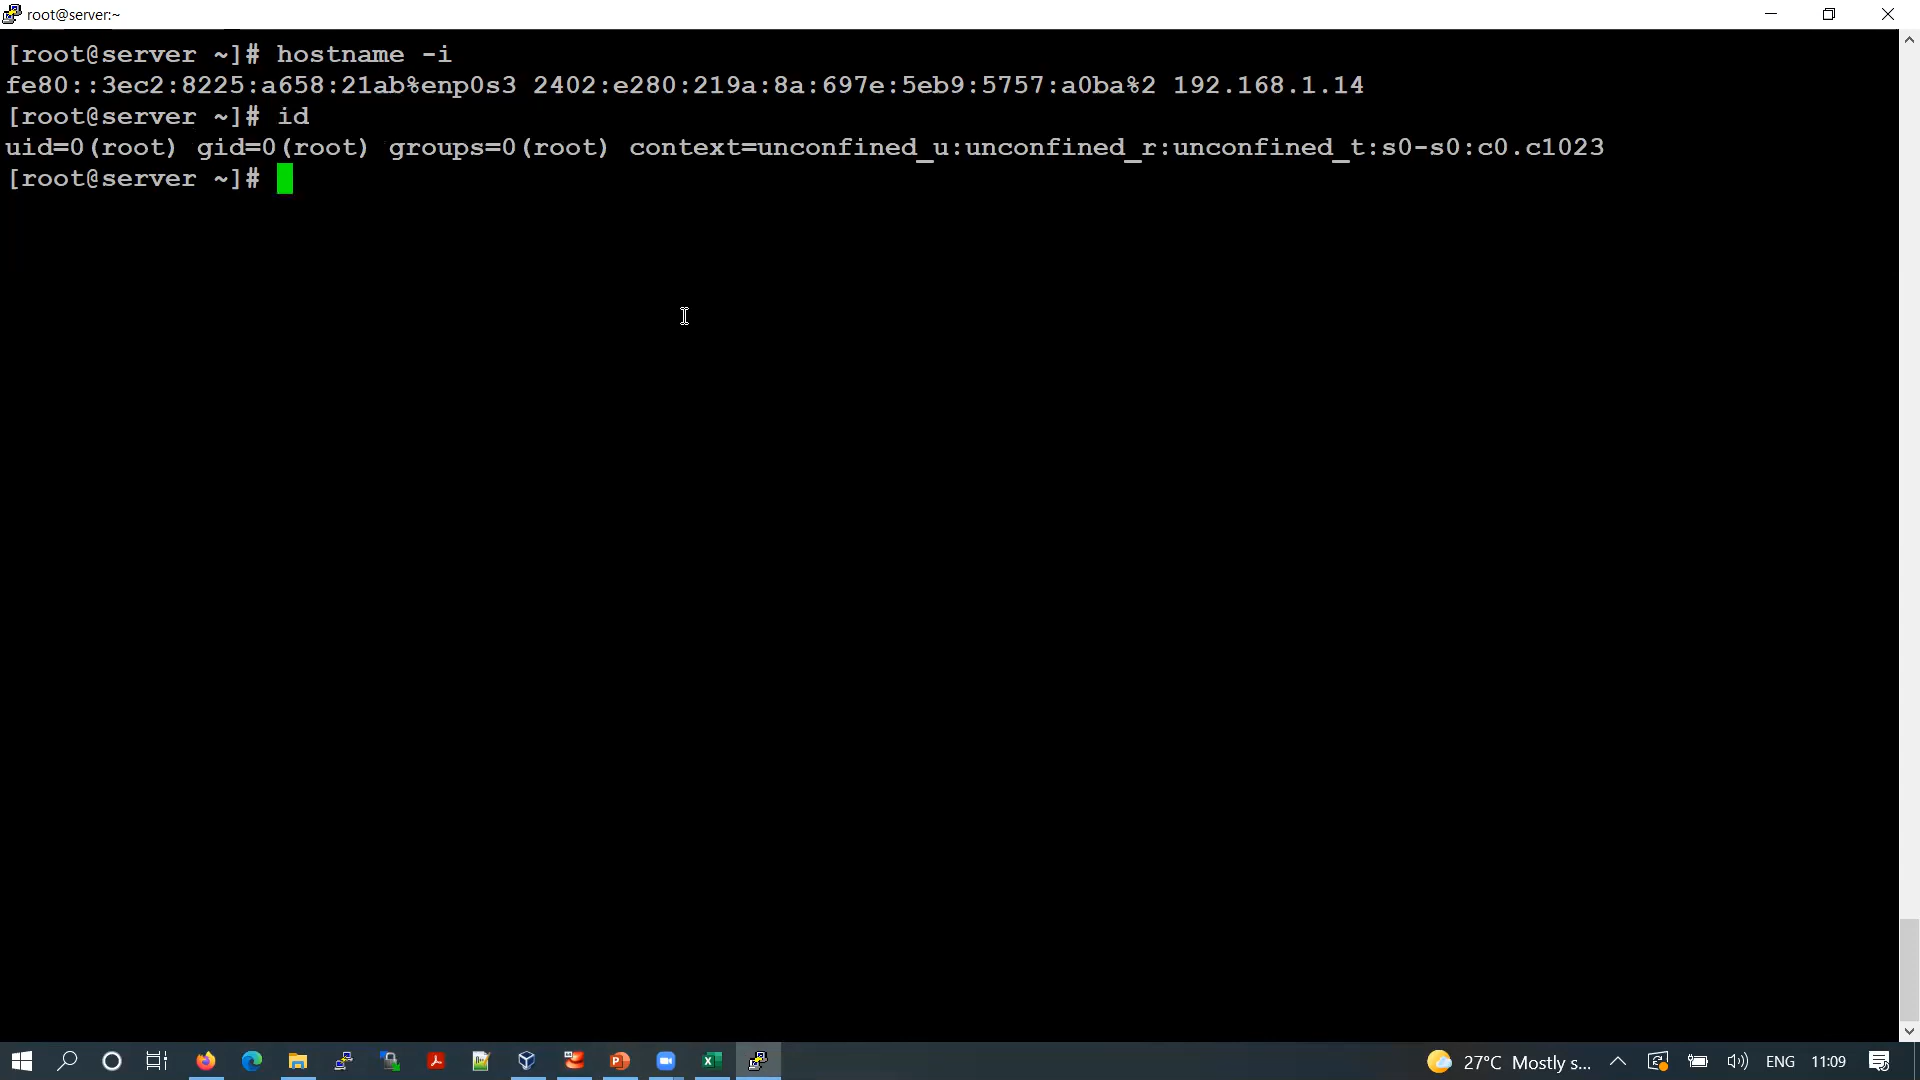 root@server:~
[root@server ~]# hostname -i
fe80::3ec2:8225:a658:21ab%enp0s3 2402:e280:219a:8a:697e:5eb9:5757:a0ba%2 192.168.1.14
[root@server ~]# id
uid=0(root) gid=0(root) groups=0(root) context=unconfined_u:unconfined_r:unconfined_t:s0-s0:c0.c1023
[root@server ~]#
27°C Mostly s... ENG 11:09